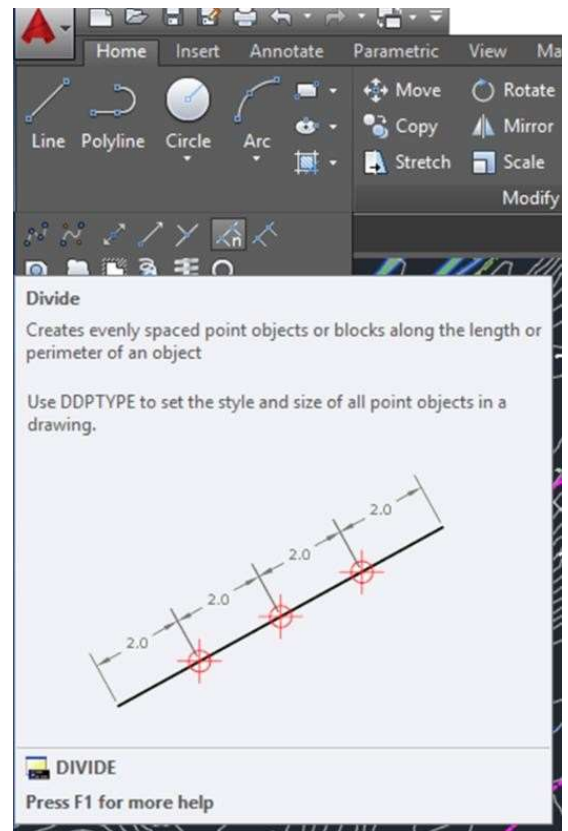 A
Home Insert Annotate Parametric View Ma
Move Rotate
Line Polyline Circle Arc Copy Mirror
Stretch Scale
Modify
n
Divide
Creates evenly spaced point objects or blocks along the length or
perimeter of an object
Use DDPTYPE to set the style and size of all point objects in a
drawing.
2.0
2.0
2.0
2.0
DIVIDE
Press F1 for more help